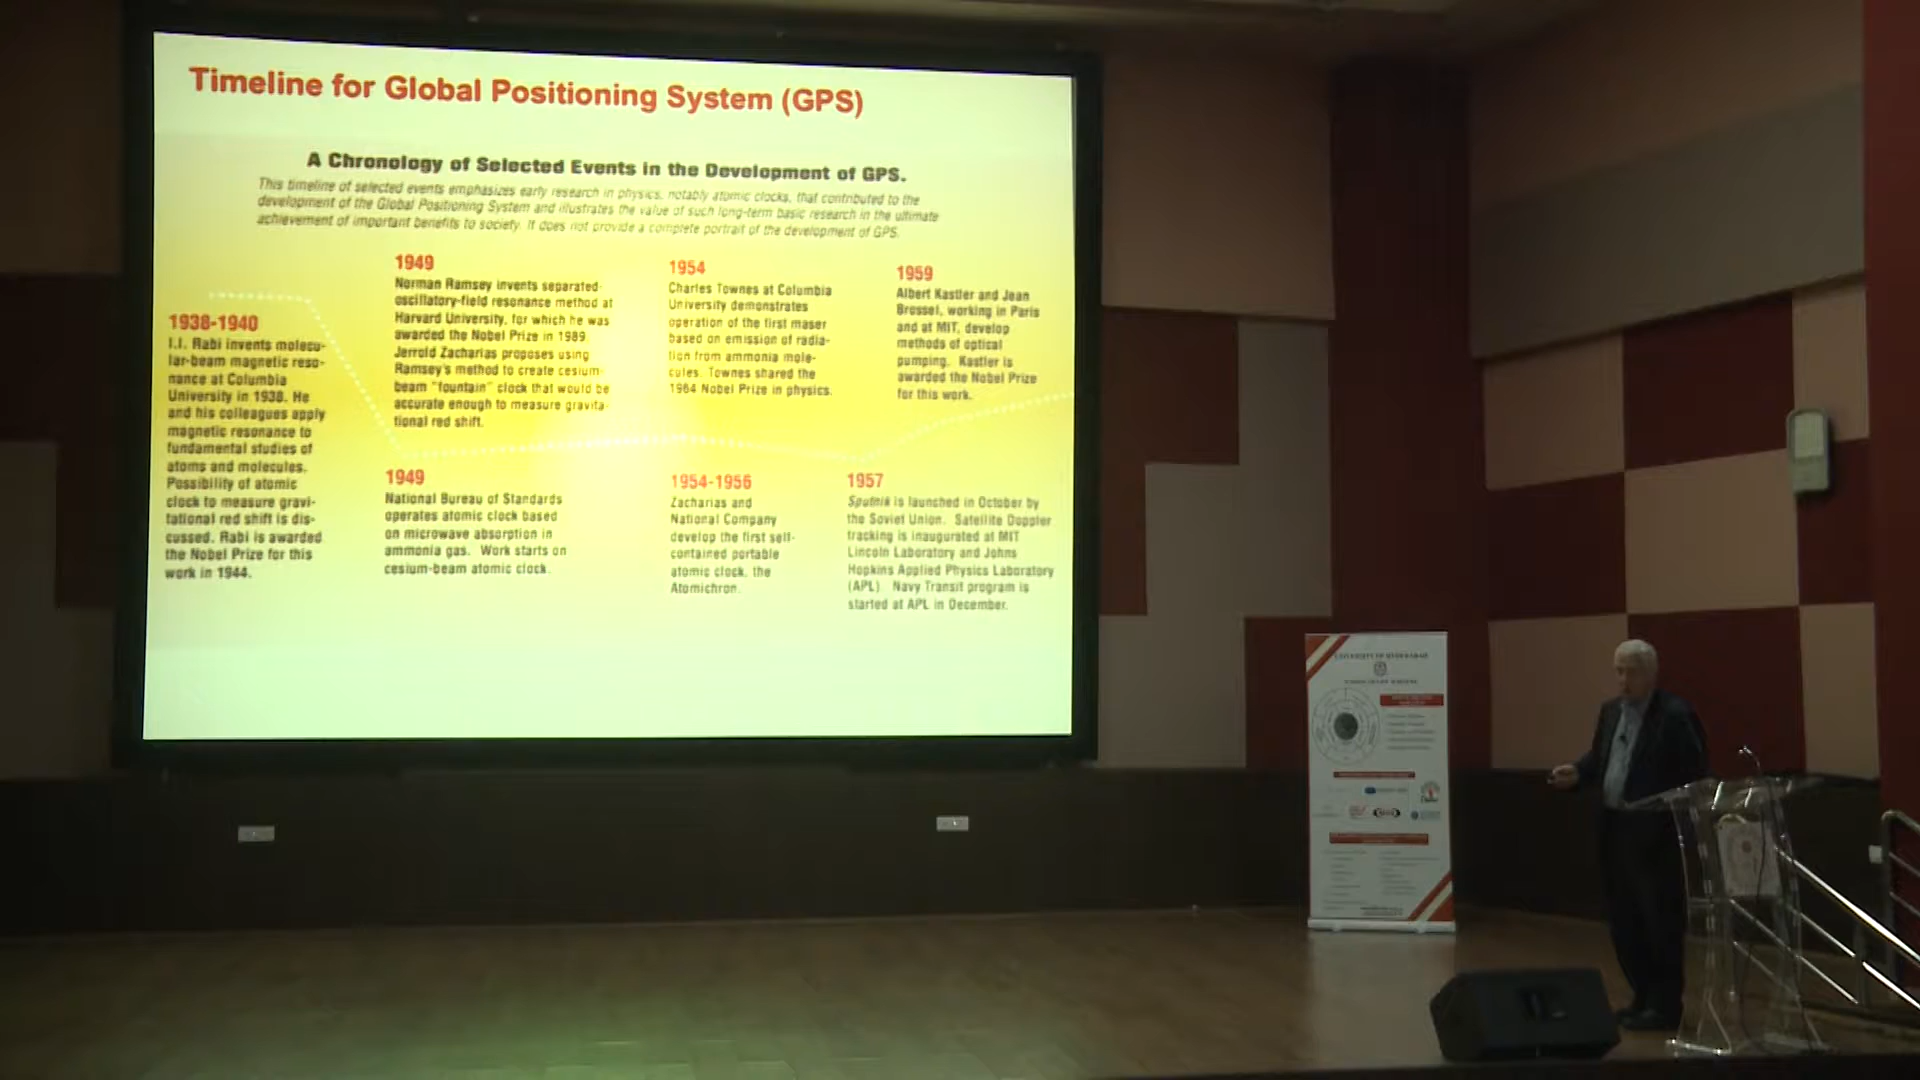 Timeline for Global Positioning System (GPS)
A Chronology of Selected Events in the Development of GPS.
This timeline of selected events emphasizes early research in physics, notably atomic clocks, that contributed to the
development of the Global Positioning System and illustrates the value of such long-term basic research in the ultimate
achievement of important benefits to society. It does not provide a complete portrait of the development of GPS.
1938-1940
I.I. Rabi invents molecu-
lar-beam magnetic reso-
nance at Columbia
University in 1938. He
and his colleagues apply
magnetic resonance to
fundamental studies of
atoms and molecules.
Possibility of atomic
clock to measure gravi-
tational red shift is dis-
cussed. Rabi is awarded
the Nobel Prize for this
work in 1944.
1949
Norman Ramsey invents separated-
oscillatory-field resonance method at
Harvard University, for which he was
awarded the Nobel Prize in 1989.
Jerrold Zacharias proposes using
Ramsey's method to create cesium-
beam "fountain" clock that would be
accurate enough to measure gravita-
tional red shift.
1949
National Bureau of Standards
operates atomic clock based
on microwave absorption in
ammonia gas. Work starts on
cesium-beam atomic clock.
1954
Charles Townes at Columbia
University demonstrates
operation of the first maser
based on emission of radia-
tion from ammonia mole-
cules. Townes shared the
1964 Nobel Prize in physics.
1954-1956
Zacharias and
National Company
develop the first self-
contained portable
atomic clock, the
Atomichron.
1959
Albert Kastler and Jean
Brossel, working in Paris
and at MIT, develop
methods of optical
pumping. Kastler is
awarded the Nobel Prize
for this work.
1957
Sputnik is launched in October by
the Soviet Union. Satellite Doppler
tracking is inaugurated at MIT
Lincoln Laboratory and Johns
Hopkins Applied Physics Laboratory
(APL). Navy Transit program is
started at APL in December.
UNIVERSITY OF HYDERABAD